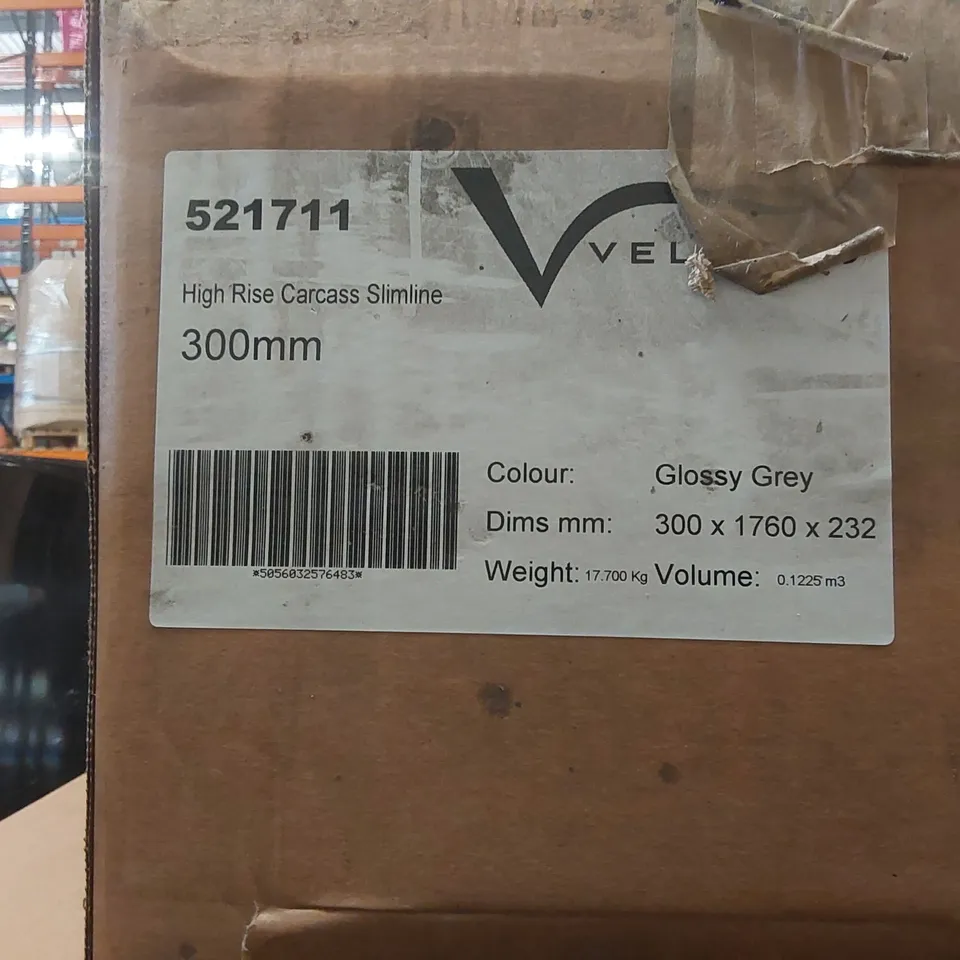 521711
High Rise Carcass Slimline
300mm
Colour: Glossy Grey
Dims mm: 300 x 1760 x 232
Weight: 17.700 Kg Volume: 0.1225 m3
*5056032576483*